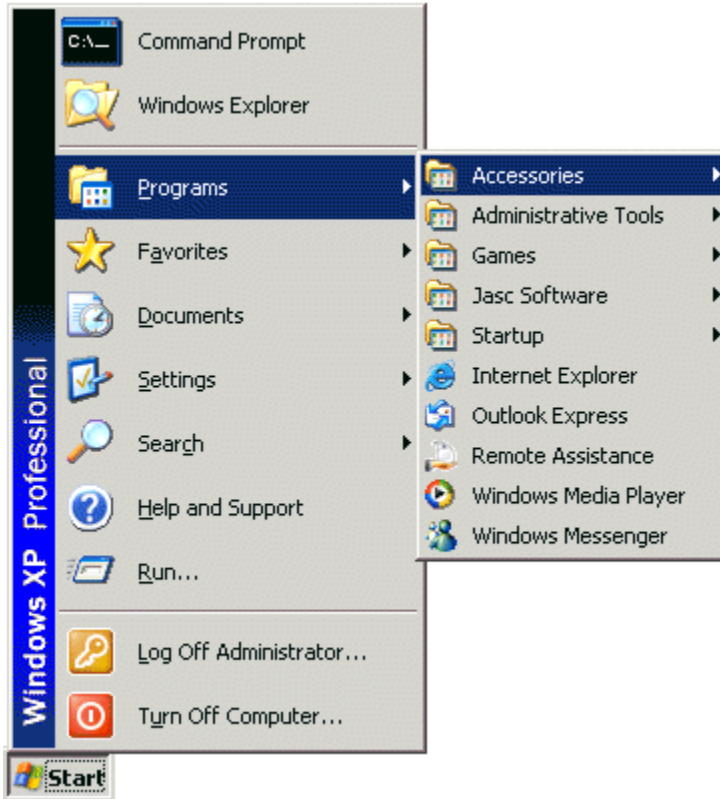 C:\_
Command Prompt
Windows Explorer
Programs
Favorites
Documents
Settings
Search
Help and Support
Run...
Log Off Administrator...
Turn Off Computer...
Windows XP Professional
Start
Accessories
Administrative Tools
Games
Jasc Software
Startup
Internet Explorer
Outlook Express
Remote Assistance
Windows Media Player
Windows Messenger